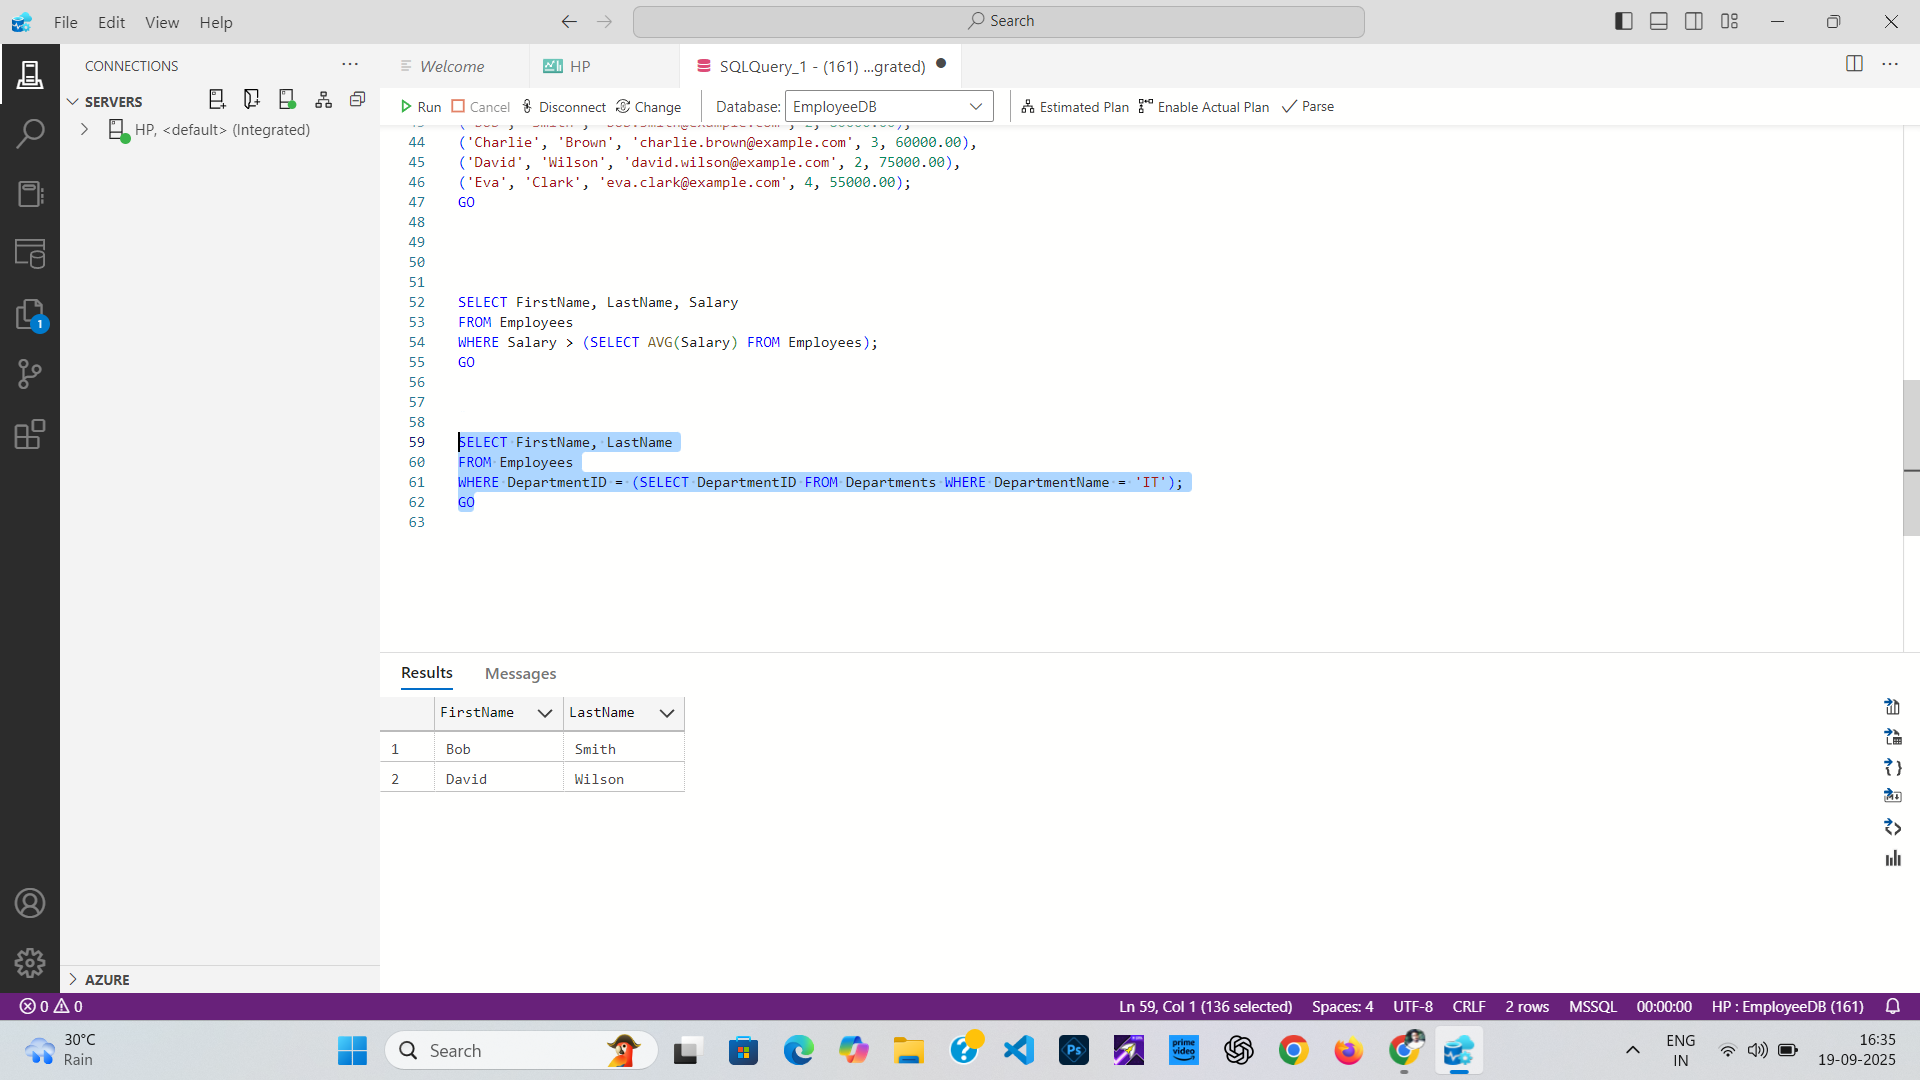 File Edit View Help
Search
CONNECTIONS
SERVERS
HP, <default> (Integrated)
Welcome
HP
SQLQuery_1 - (161) ...grated)
Run
Cancel
Disconnect
Change
Database:
EmployeeDB
Estimated Plan
Enable Actual Plan
Parse
44 ('Charlie', 'Brown', 'charlie.brown@example.com', 3, 60000.00),
45 ('David', 'Wilson', 'david.wilson@example.com', 2, 75000.00),
46 ('Eva', 'Clark', 'eva.clark@example.com', 4, 55000.00);
47 GO
48
49
50
51
52 SELECT FirstName, LastName, Salary
53 FROM Employees
54 WHERE Salary > (SELECT AVG(Salary) FROM Employees);
55 GO
56
57
58
59 SELECT FirstName, LastName
60 FROM Employees
61 WHERE DepartmentID = (SELECT DepartmentID FROM Departments WHERE DepartmentName = 'IT');
62 GO
63
Results Messages
FirstName LastName
1 Bob Smith
2 David Wilson
AZURE
1
0 0
Ln 59, Col 1 (136 selected) Spaces: 4 UTF-8 CRLF 2 rows MSSQL 00:00:00 HP : EmployeeDB (161)
30°C
Rain
Search
Ps
prime
video
ENG
IN
16:35
19-09-2025